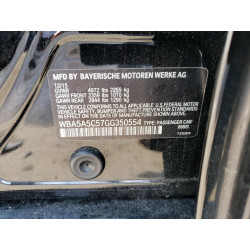 MFD BY BAYERISCHE MOTOREN WERKE AG
12/15
GVWR 4972 lbs 2255 kg
GAWR FRONT 2359 lbs 1070 kg
GAWR REAR 2844 lbs 1290 kg
THIS VEHICLE CONFORMS TO ALL APPLICABLE FEDERAL MOTOR
VEHICLE SAFETY, BUMPER AND THEFT PREVENTION STANDARDS
IN EFFECT ON THE DATE OF MANUFACTURE SHOWN ABOVE.
WBA5A5C57GG350554 TYPE: PASSENGER CAR